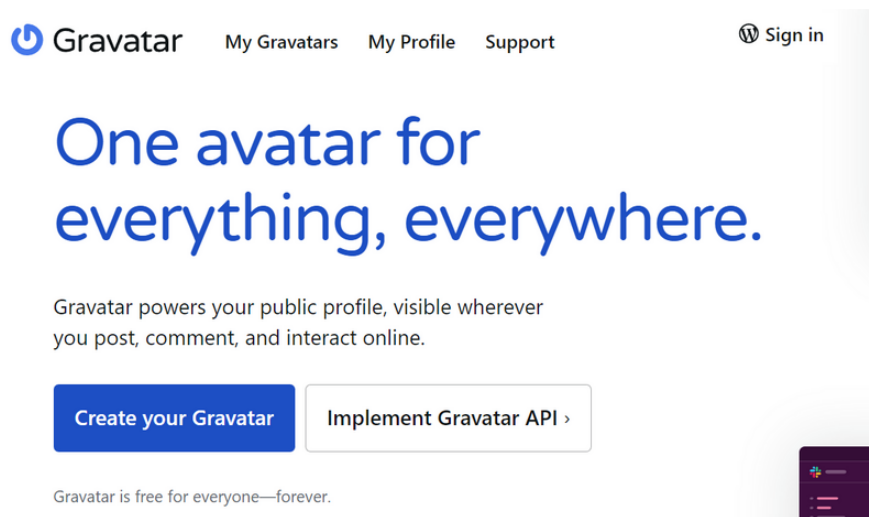 Gravatar
My Gravatars
My Profile
Support
Sign in
One avatar for
everything, everywhere.
Gravatar powers your public profile, visible wherever
you post, comment, and interact online.
Create your Gravatar
Implement Gravatar API ›
Gravatar is free for everyone—forever.